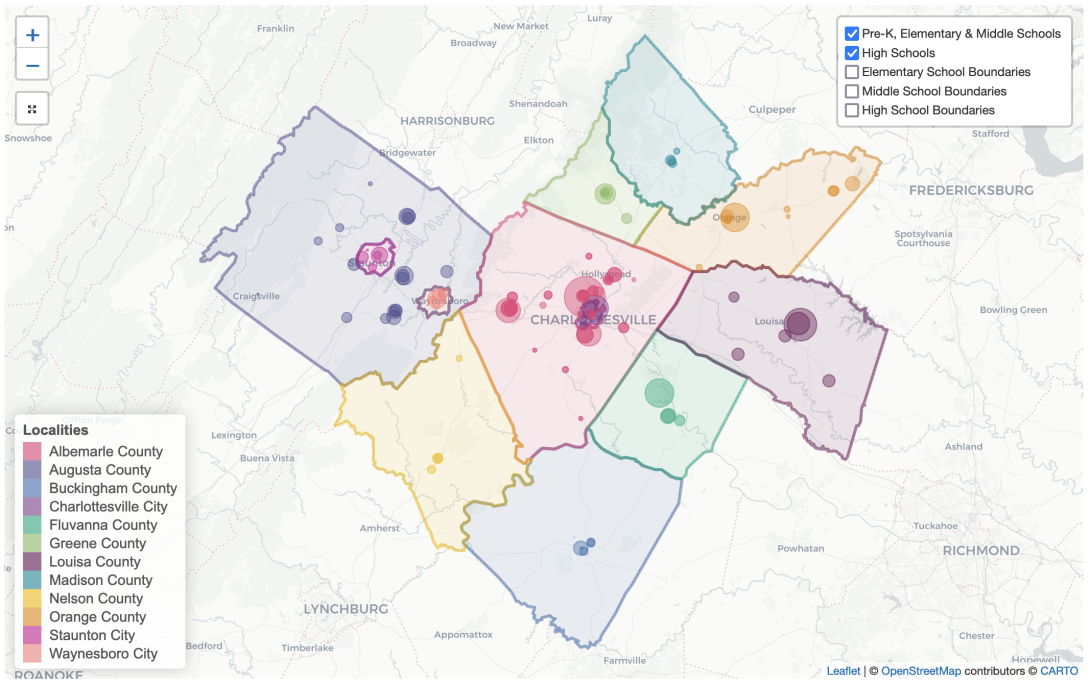 +
−
Pre-K, Elementary & Middle Schools
High Schools
Elementary School Boundaries
Middle School Boundaries
High School Boundaries
Luray
Franklin
New Market
Broadway
Shenandoah
Culpeper
HARRISONBURG
Stafford
Snowshoe
Elkton
Bridgewater
FREDERICKSBURG
Orange
Spotsylvania
Courthouse
Staunton
Hollymead
Craigsville
Waynesboro
Bowling Green
CHARLOTTESVILLE
Louisa
Clifton Forge
Lexington
Buena Vista
Ashland
Localities
Albemarle County
Augusta County
Buckingham County
Charlottesville City
Fluvanna County
Greene County
Louisa County
Madison County
Nelson County
Orange County
Staunton City
Waynesboro City
Amherst
Tuckahoe
Powhatan
RICHMOND
LYNCHBURG
Appomattox
Chester
Bedford
Timberlake
Farmville
Hopewell
ROANOKE
Leaflet | © OpenStreetMap contributors © CARTO